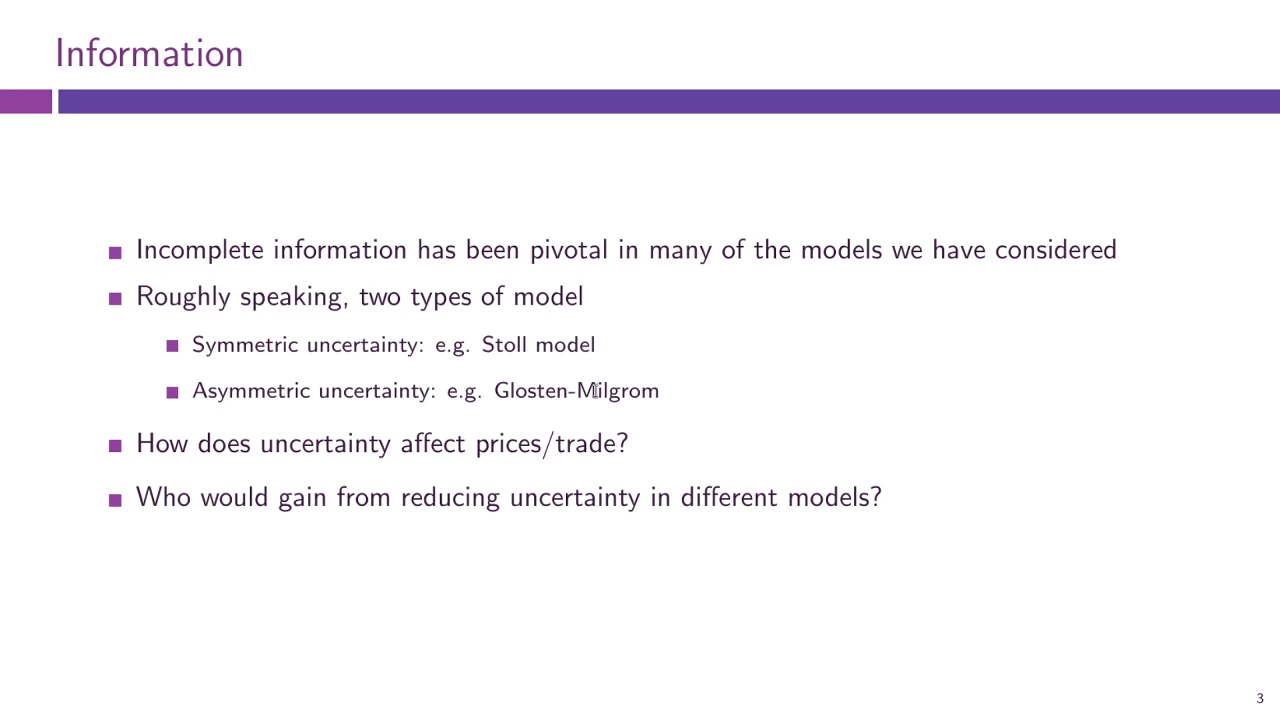 Information
Incomplete information has been pivotal in many of the models we have considered
Roughly speaking, two types of model
Symmetric uncertainty: e.g. Stoll model
Asymmetric uncertainty: e.g. Glosten-Milgrom
How does uncertainty affect prices/trade?
Who would gain from reducing uncertainty in different models?
3